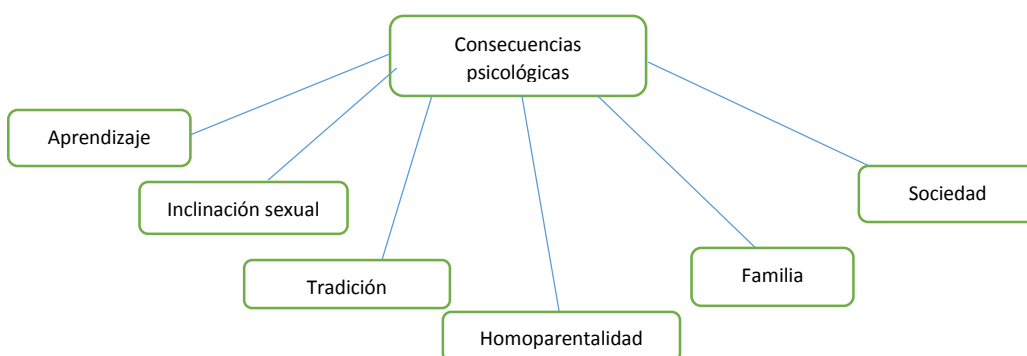 Consecuencias
psicológicas
Aprendizaje
Inclinación sexual
Sociedad
Tradición
Familia
Homoparentalidad